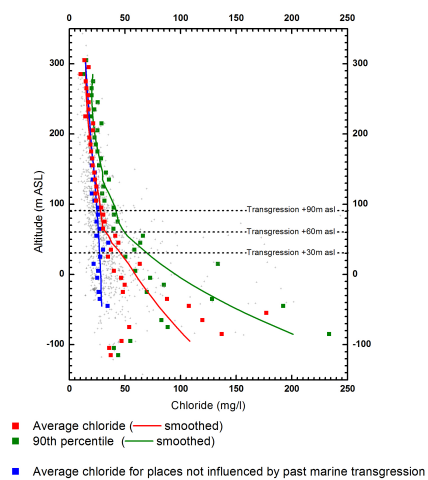 0 50 100 150 200 250
300 300
200 200
100 100
0 0
-100 -100
Altitude (m ASL)
Transgression +90m asl
Transgression +60m asl
Transgression +30m asl
0 50 100 150 200 250
Chloride (mg/l)
Average chloride ( smoothed)
90th percentile ( smoothed)
Average chloride for places not influenced by past marine transgression